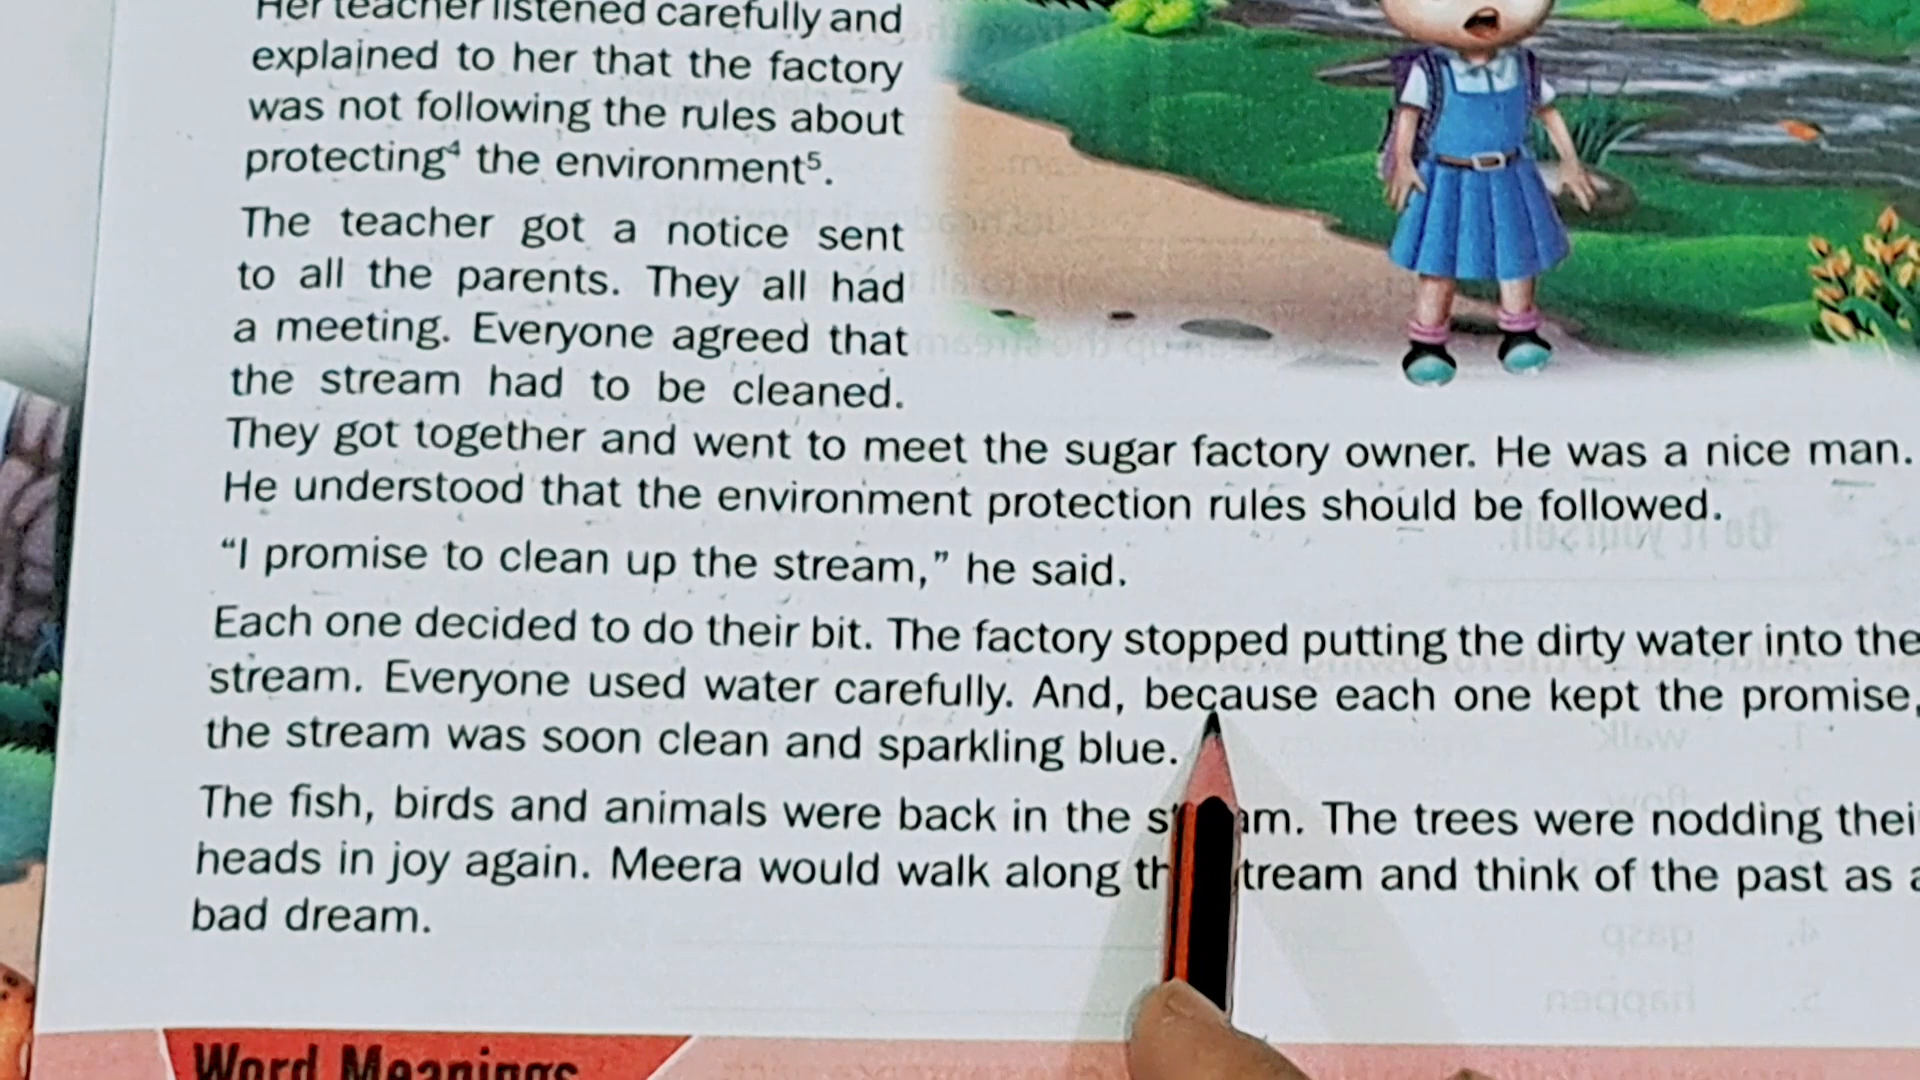 Her teacher listened carefully and
explained to her that the factory
was not following the rules about
protecting⁴ the environment⁵.
The teacher got a notice sent
to all the parents. They all had
a meeting. Everyone agreed that
the stream had to be cleaned.
They got together and went to meet the sugar factory owner. He was a nice man.
He understood that the environment protection rules should be followed.
“I promise to clean up the stream,” he said.
Each one decided to do their bit. The factory stopped putting the dirty water into the
stream. Everyone used water carefully. And, because each one kept the promise,
the stream was soon clean and sparkling blue.
The fish, birds and animals were back in the . The trees were nodding
heads in joy again. Meera would walk along and think of the past as a
bad dream.
Word Meanings